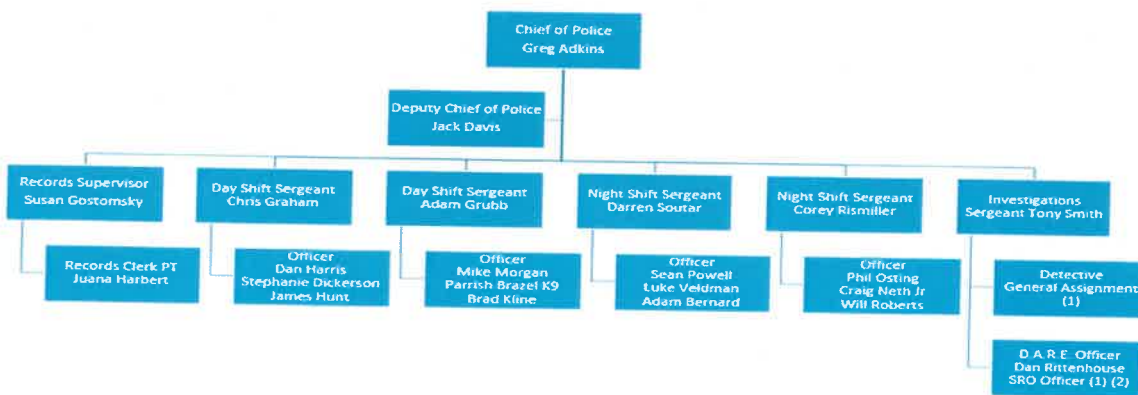 Chief of Police
Greg Adkins
Deputy Chief of Police
Jack Davis
Records Supervisor
Susan Gostomsky
Day Shift Sergeant
Chris Graham
Day Shift Sergeant
Adam Grubb
Night Shift Sergeant
Darren Soutar
Night Shift Sergeant
Corey Rismiller
Investigations
Sergeant Tony Smith
Records Clerk PT
Juana Harbert
Officer
Dan Harris
Stephanie Dickerson
James Hunt
Officer
Mike Morgan
Parrish Brazel K9
Brad Kline
Officer
Sean Powell
Luke Veldman
Adam Bernard
Officer
Phil Osting
Craig Neth Jr
Will Roberts
Detective
General Assignment
(1)
D.A.R.E. Officer
Dan Rittenhouse
SRO Officer (1) (2)